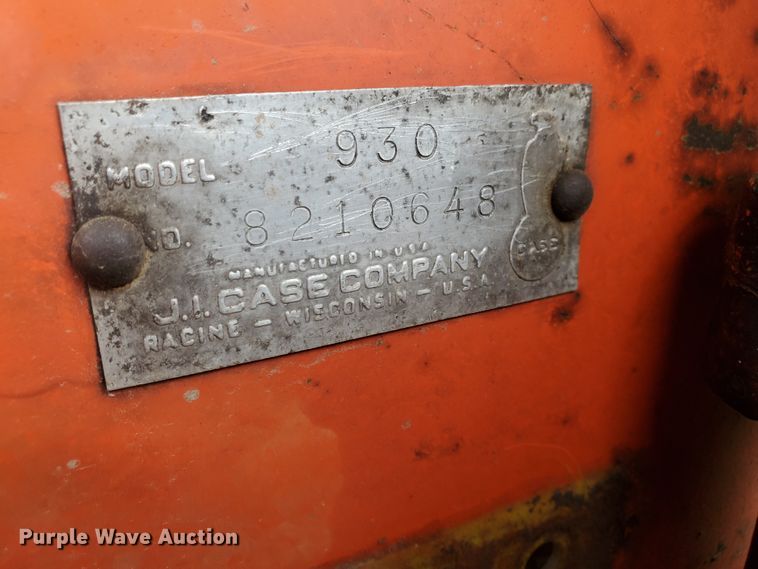 MODEL 930
NO. 8210648
MANUFACTURED IN U.S.A.
J.I. CASE COMPANY
RACINE – WISCONSIN – U.S.A.
CASE
Purple Wave Auction®